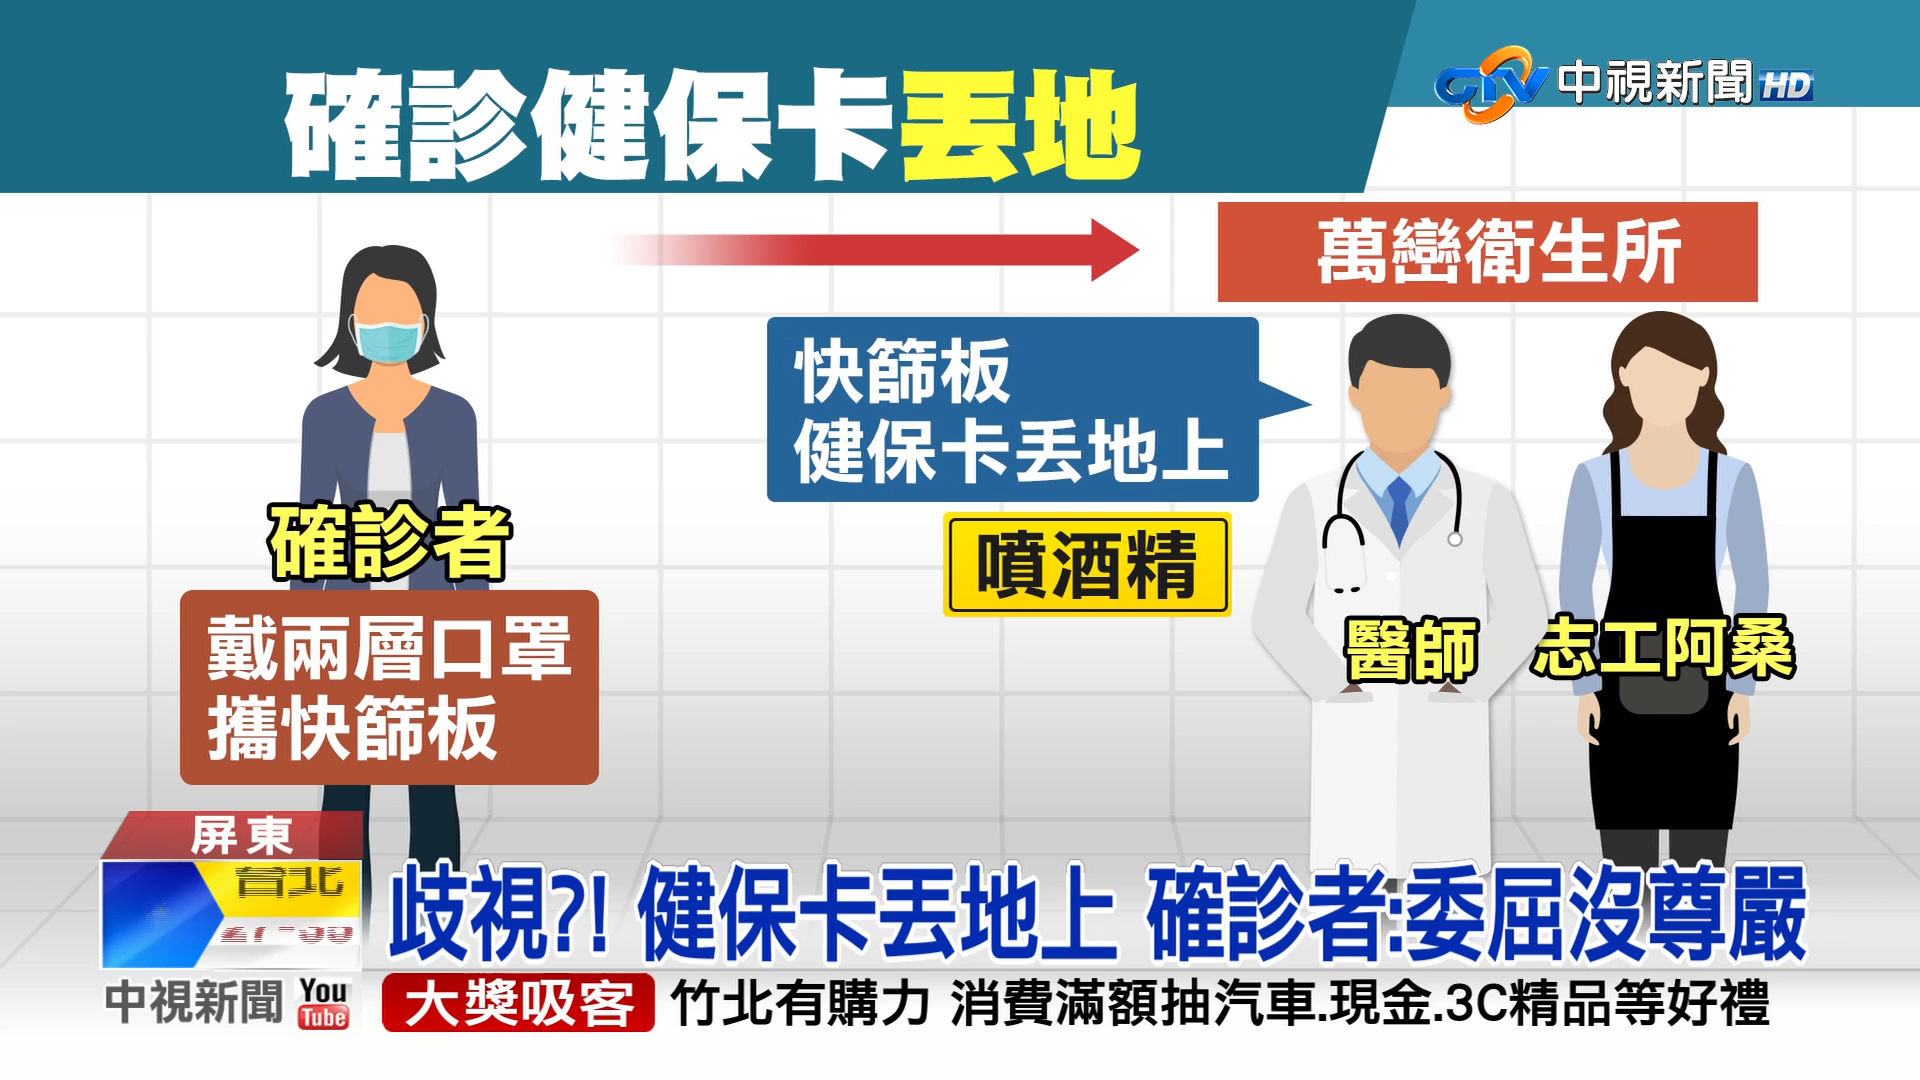 確診健保卡丟地
CTV中視新聞HD
萬巒衛生所
快篩板
健保卡丟地上
噴酒精
確診者
戴兩層口罩
攜快篩板
醫師
志工阿桑
屏東
台北
歧視?! 健保卡丟地上 確診者:委屈沒尊嚴
中視新聞 YouTube
大獎吸客 竹北有購力 消費滿額抽汽車.現金.3C精品等好禮